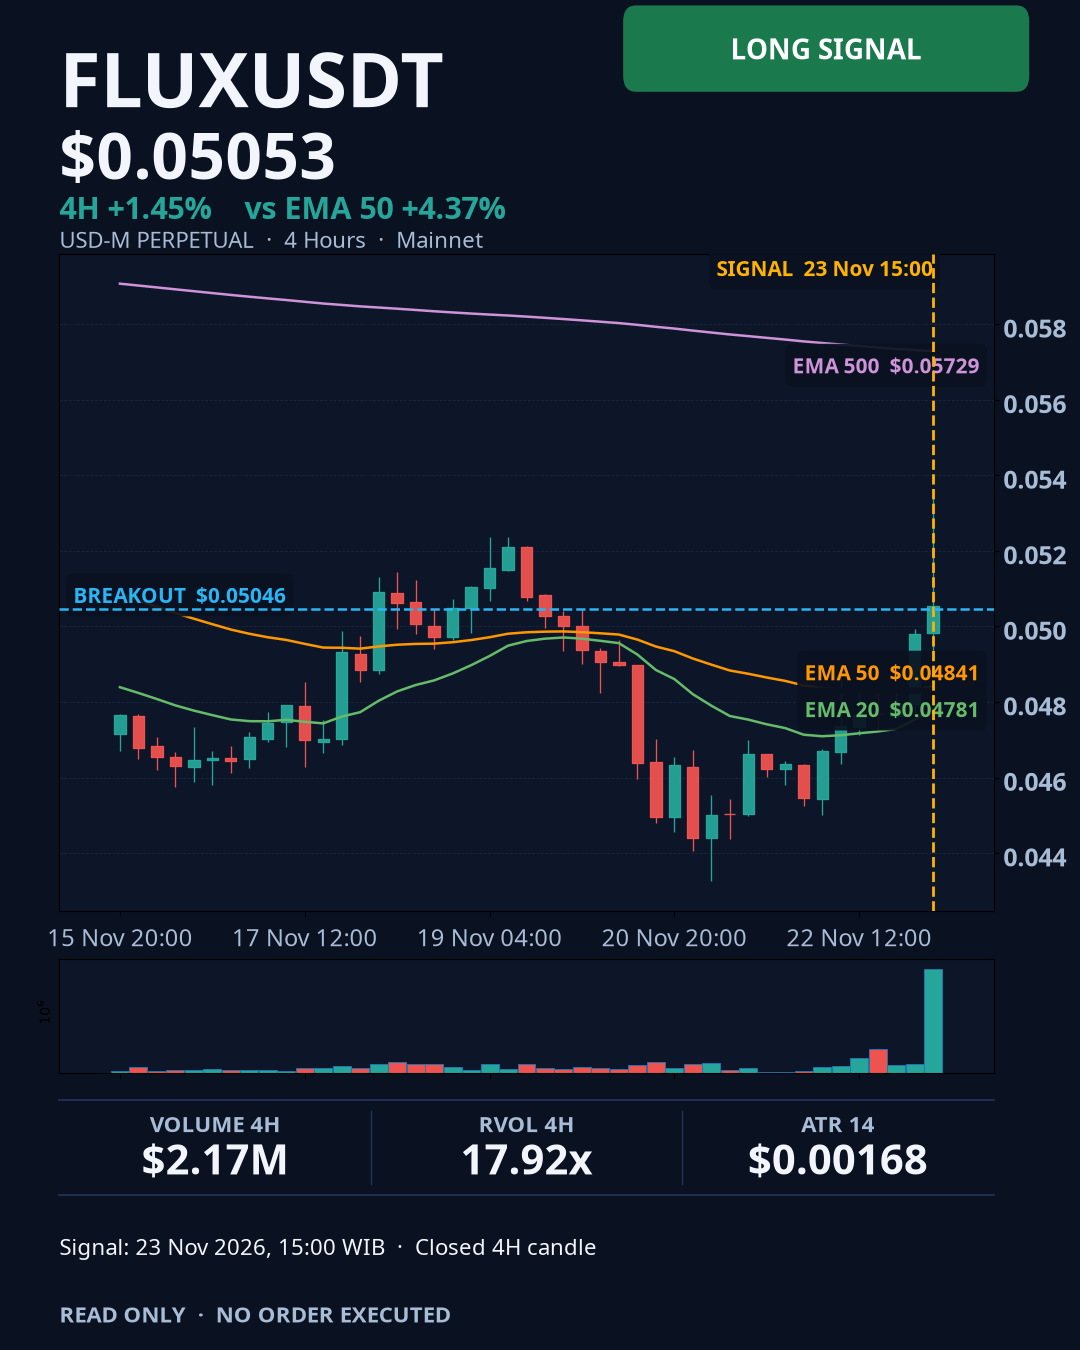 LONG SIGNAL
FLUXUSDT
$0.05053
4H +1.45% vs EMA 50 +4.37%
USD-M PERPETUAL · 4 Hours · Mainnet
SIGNAL 23 Nov 15:00
0.058
EMA 500 $0.05729
0.056
0.054
0.052
BREAKOUT $0.05046
0.050
EMA 50 $0.04841
EMA 20 $0.04781
0.048
0.046
0.044
15 Nov 20:00 17 Nov 12:00 19 Nov 04:00 20 Nov 20:00 22 Nov 12:00
10⁶
VOLUME 4H RVOL 4H ATR 14
$2.17M 17.92x $0.00168
Signal: 23 Nov 2026, 15:00 WIB · Closed 4H candle
READ ONLY · NO ORDER EXECUTED